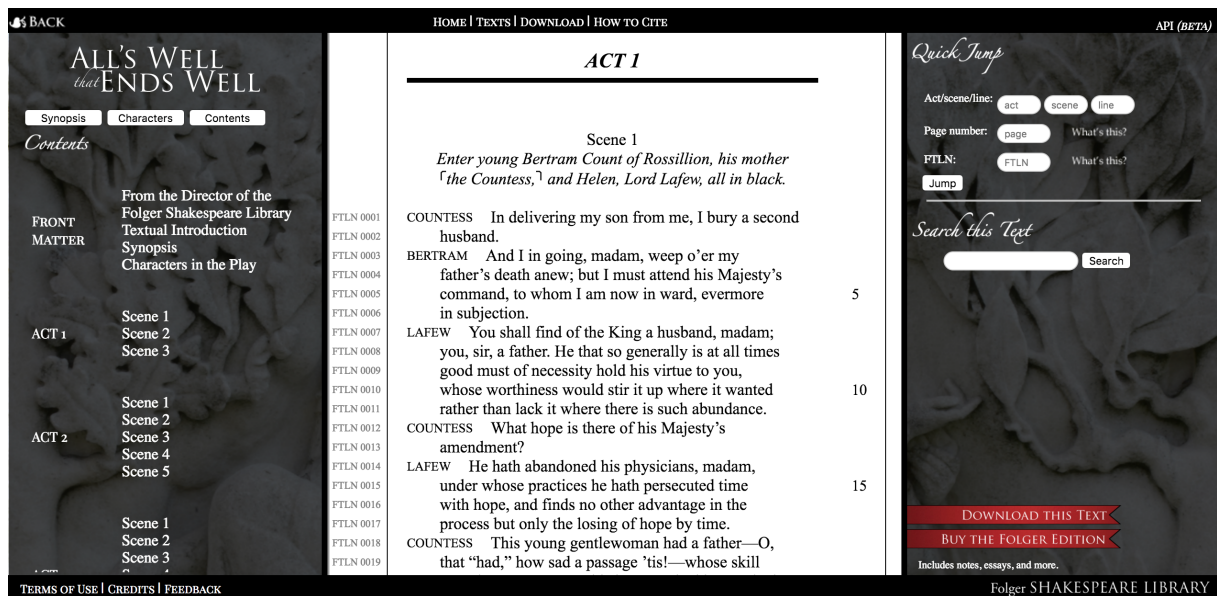 BACK
HOME | TEXTS | DOWNLOAD | HOW TO CITE
API (BETA)
ALL'S WELL
that ENDS WELL
Synopsis Characters Contents
Contents
FRONT MATTER
From the Director of the
Folger Shakespeare Library
Textual Introduction
Synopsis
Characters in the Play
ACT 1
Scene 1
Scene 2
Scene 3
ACT 2
Scene 1
Scene 2
Scene 3
Scene 4
Scene 5
Scene 1
Scene 2
Scene 3
ACT 1
Scene 1
Enter young Bertram Count of Rossillion, his mother
⌜the Countess,⌝ and Helen, Lord Lafew, all in black.
FTLN 0001 COUNTESS In delivering my son from me, I bury a second
FTLN 0002 husband.
FTLN 0003 BERTRAM And I in going, madam, weep o'er my
FTLN 0004 father's death anew; but I must attend his Majesty's
FTLN 0005 command, to whom I am now in ward, evermore 5
FTLN 0006 in subjection.
FTLN 0007 LAFEW You shall find of the King a husband, madam;
FTLN 0008 you, sir, a father. He that so generally is at all times
FTLN 0009 good must of necessity hold his virtue to you,
FTLN 0010 whose worthiness would stir it up where it wanted 10
FTLN 0011 rather than lack it where there is such abundance.
FTLN 0012 COUNTESS What hope is there of his Majesty's
FTLN 0013 amendment?
FTLN 0014 LAFEW He hath abandoned his physicians, madam,
FTLN 0015 under whose practices he hath persecuted time 15
FTLN 0016 with hope, and finds no other advantage in the
FTLN 0017 process but only the losing of hope by time.
FTLN 0018 COUNTESS This young gentlewoman had a father—O,
FTLN 0019 that "had," how sad a passage 'tis!—whose skill
Quick Jump
Act/scene/line: act scene line
Page number: page What's this?
FTLN: FTLN What's this?
Jump
Search this Text
Search
DOWNLOAD THIS TEXT
BUY THE FOLGER EDITION
Includes notes, essays, and more.
TERMS OF USE | CREDITS | FEEDBACK
Folger SHAKESPEARE LIBRARY